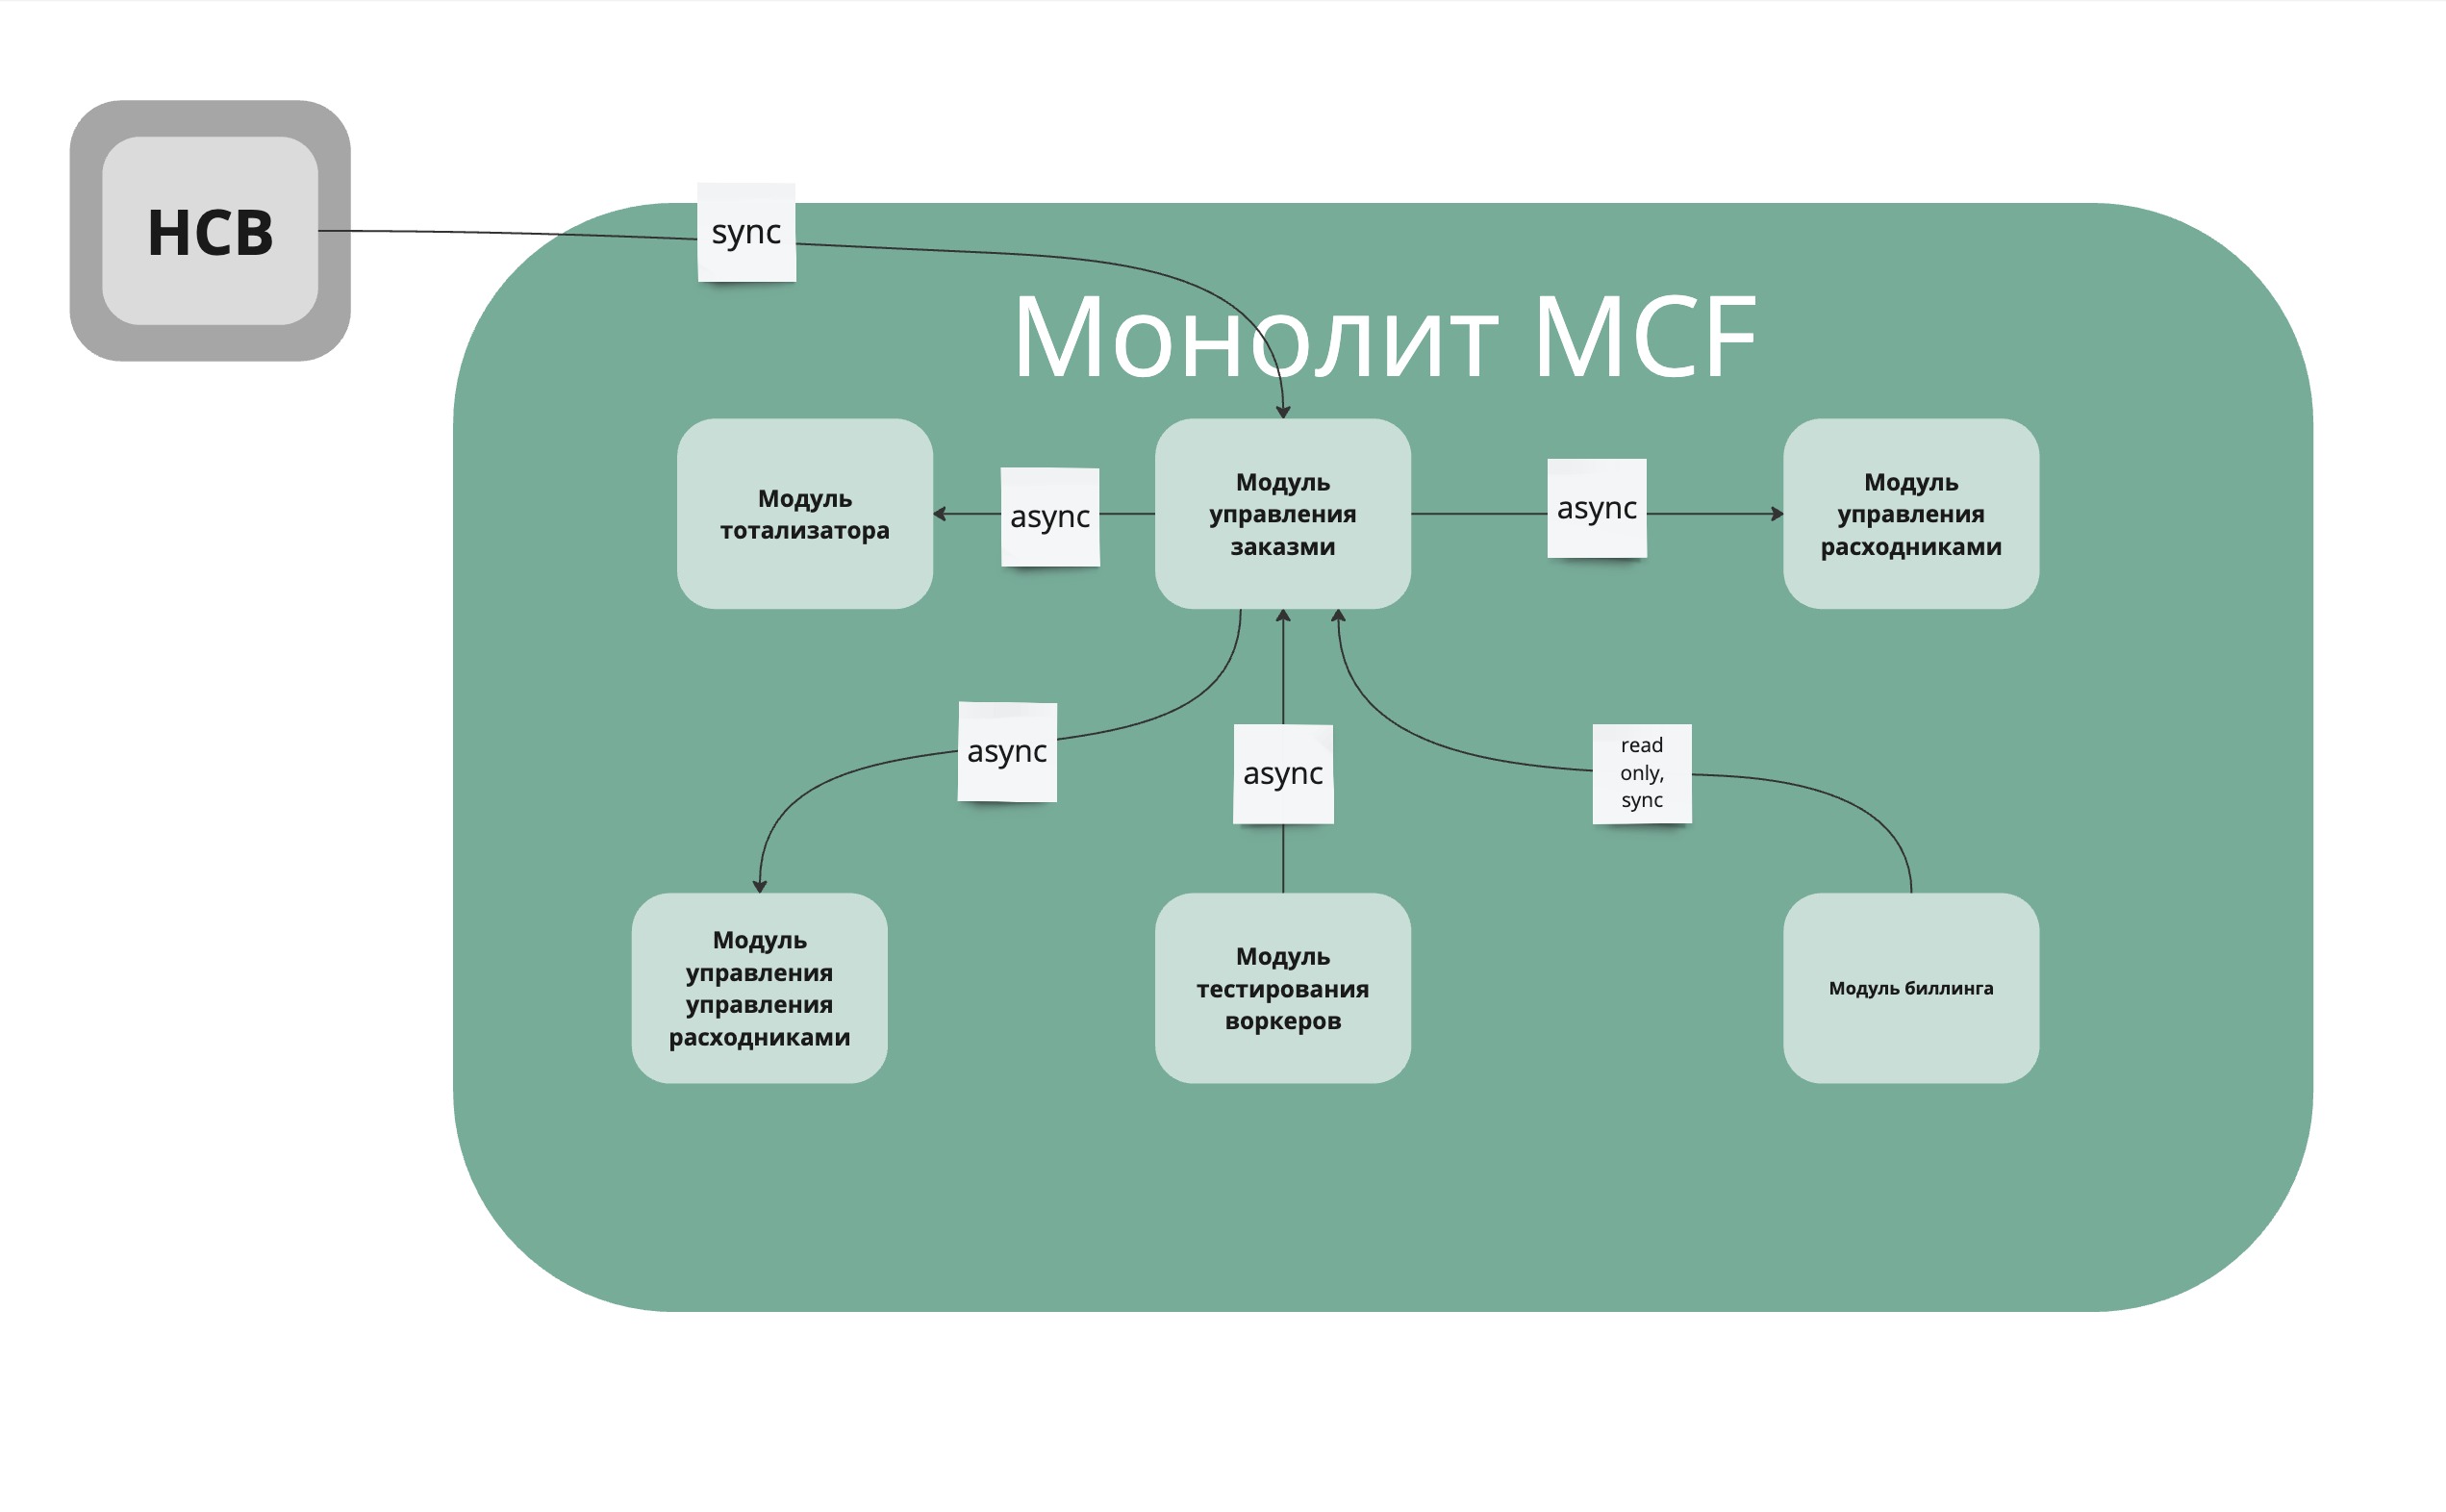 НСВ
sync
Монолит MCF
Модуль
тотализатора
async
Модуль
управления
заказми
async
Модуль
управления
расходниками
async
async
read
only,
sync
Модуль
управления
управления
расходниками
Модуль
тестирования
воркеров
Модуль биллинга